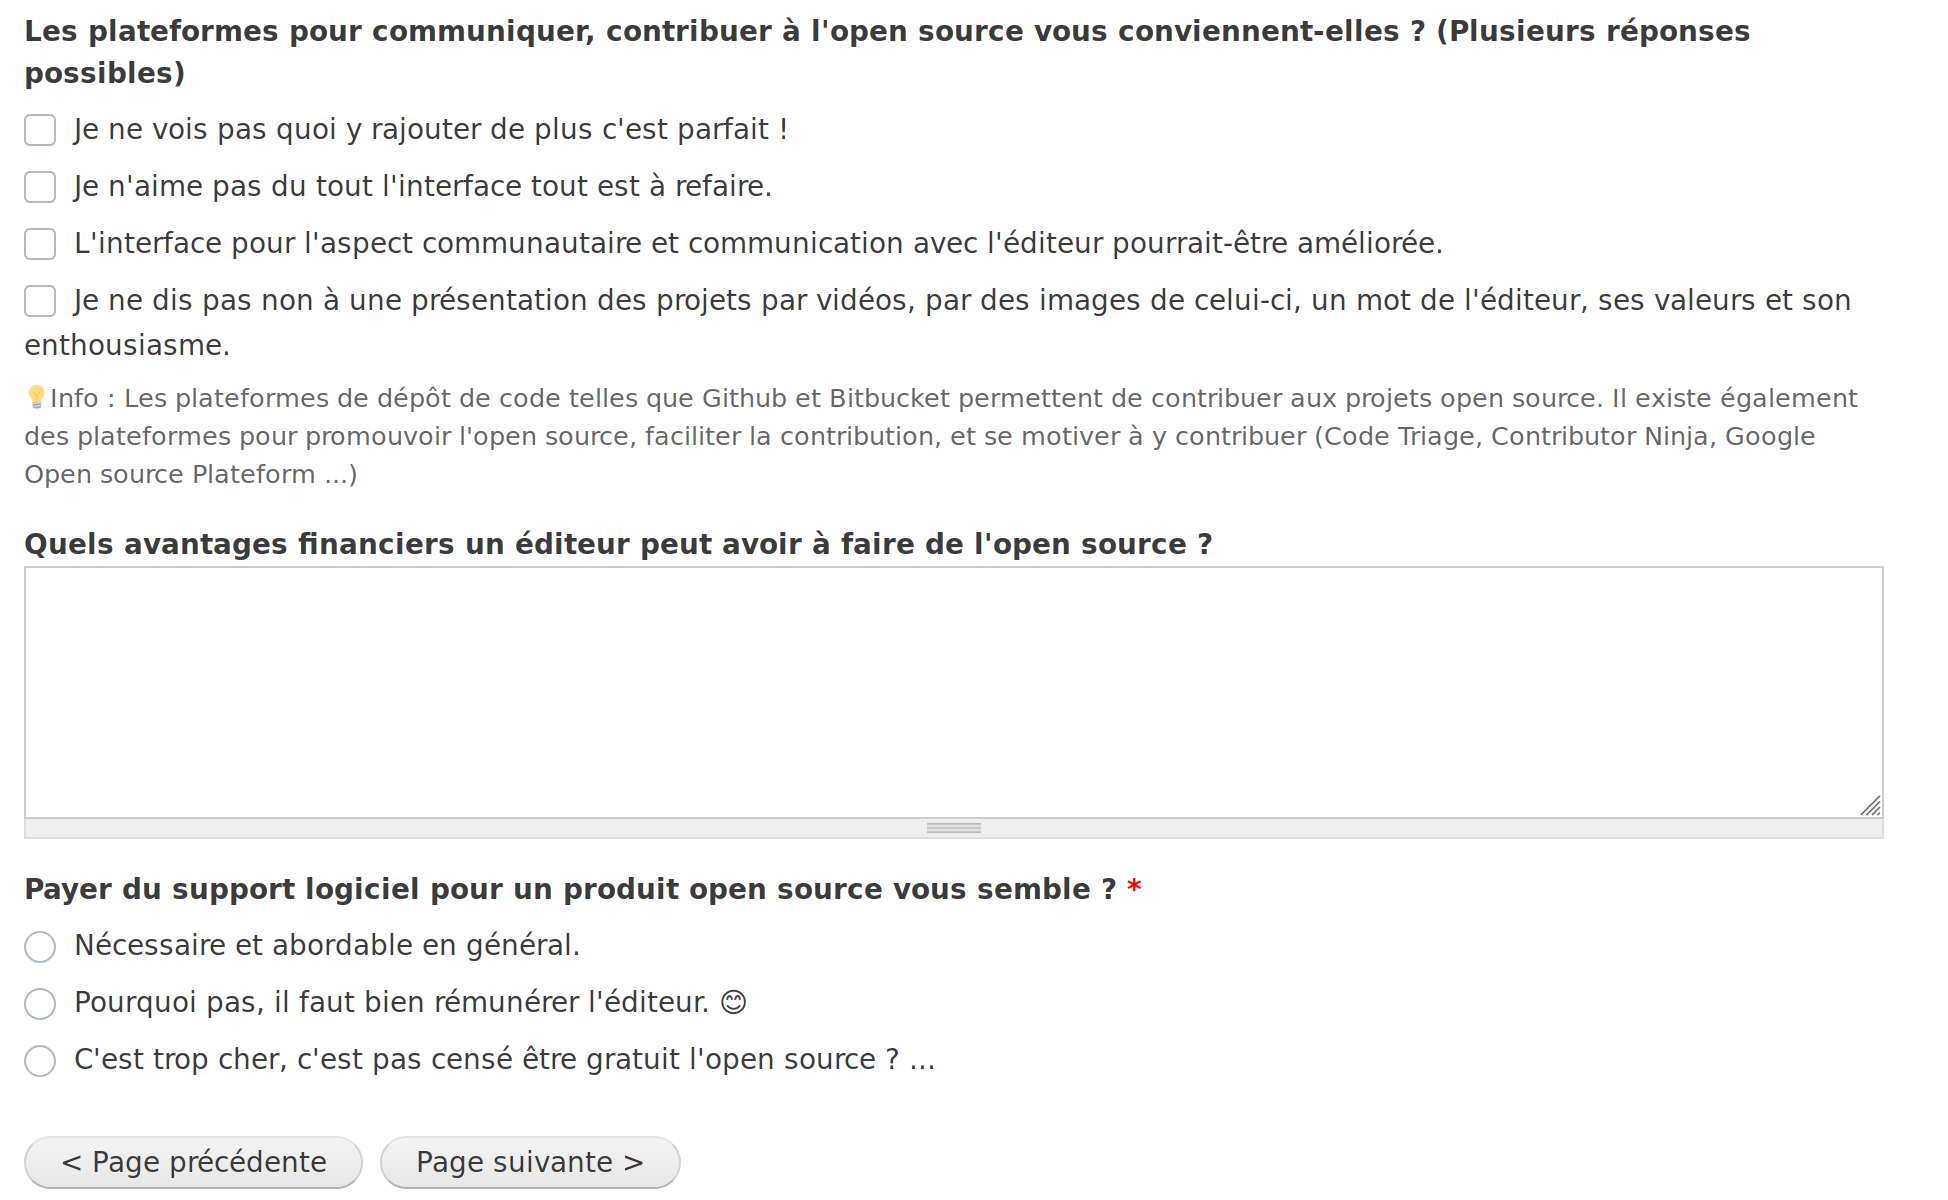 Les plateformes pour communiquer, contribuer à l'open source vous conviennent-elles ? (Plusieurs réponses
possibles)
Je ne vois pas quoi y rajouter de plus c'est parfait !
Je n'aime pas du tout l'interface tout est à refaire.
L'interface pour l'aspect communautaire et communication avec l'éditeur pourrait-être améliorée.
Je ne dis pas non à une présentation des projets par vidéos, par des images de celui-ci, un mot de l'éditeur, ses valeurs et son
enthousiasme.
💡Info : Les plateformes de dépôt de code telles que Github et Bitbucket permettent de contribuer aux projets open source. Il existe également
des plateformes pour promouvoir l'open source, faciliter la contribution, et se motiver à y contribuer (Code Triage, Contributor Ninja, Google
Open source Plateform ...)
Quels avantages financiers un éditeur peut avoir à faire de l'open source ?
Payer du support logiciel pour un produit open source vous semble ? *
Nécessaire et abordable en général.
Pourquoi pas, il faut bien rémunérer l'éditeur. 😊
C'est trop cher, c'est pas censé être gratuit l'open source ? ...
< Page précédente
Page suivante >